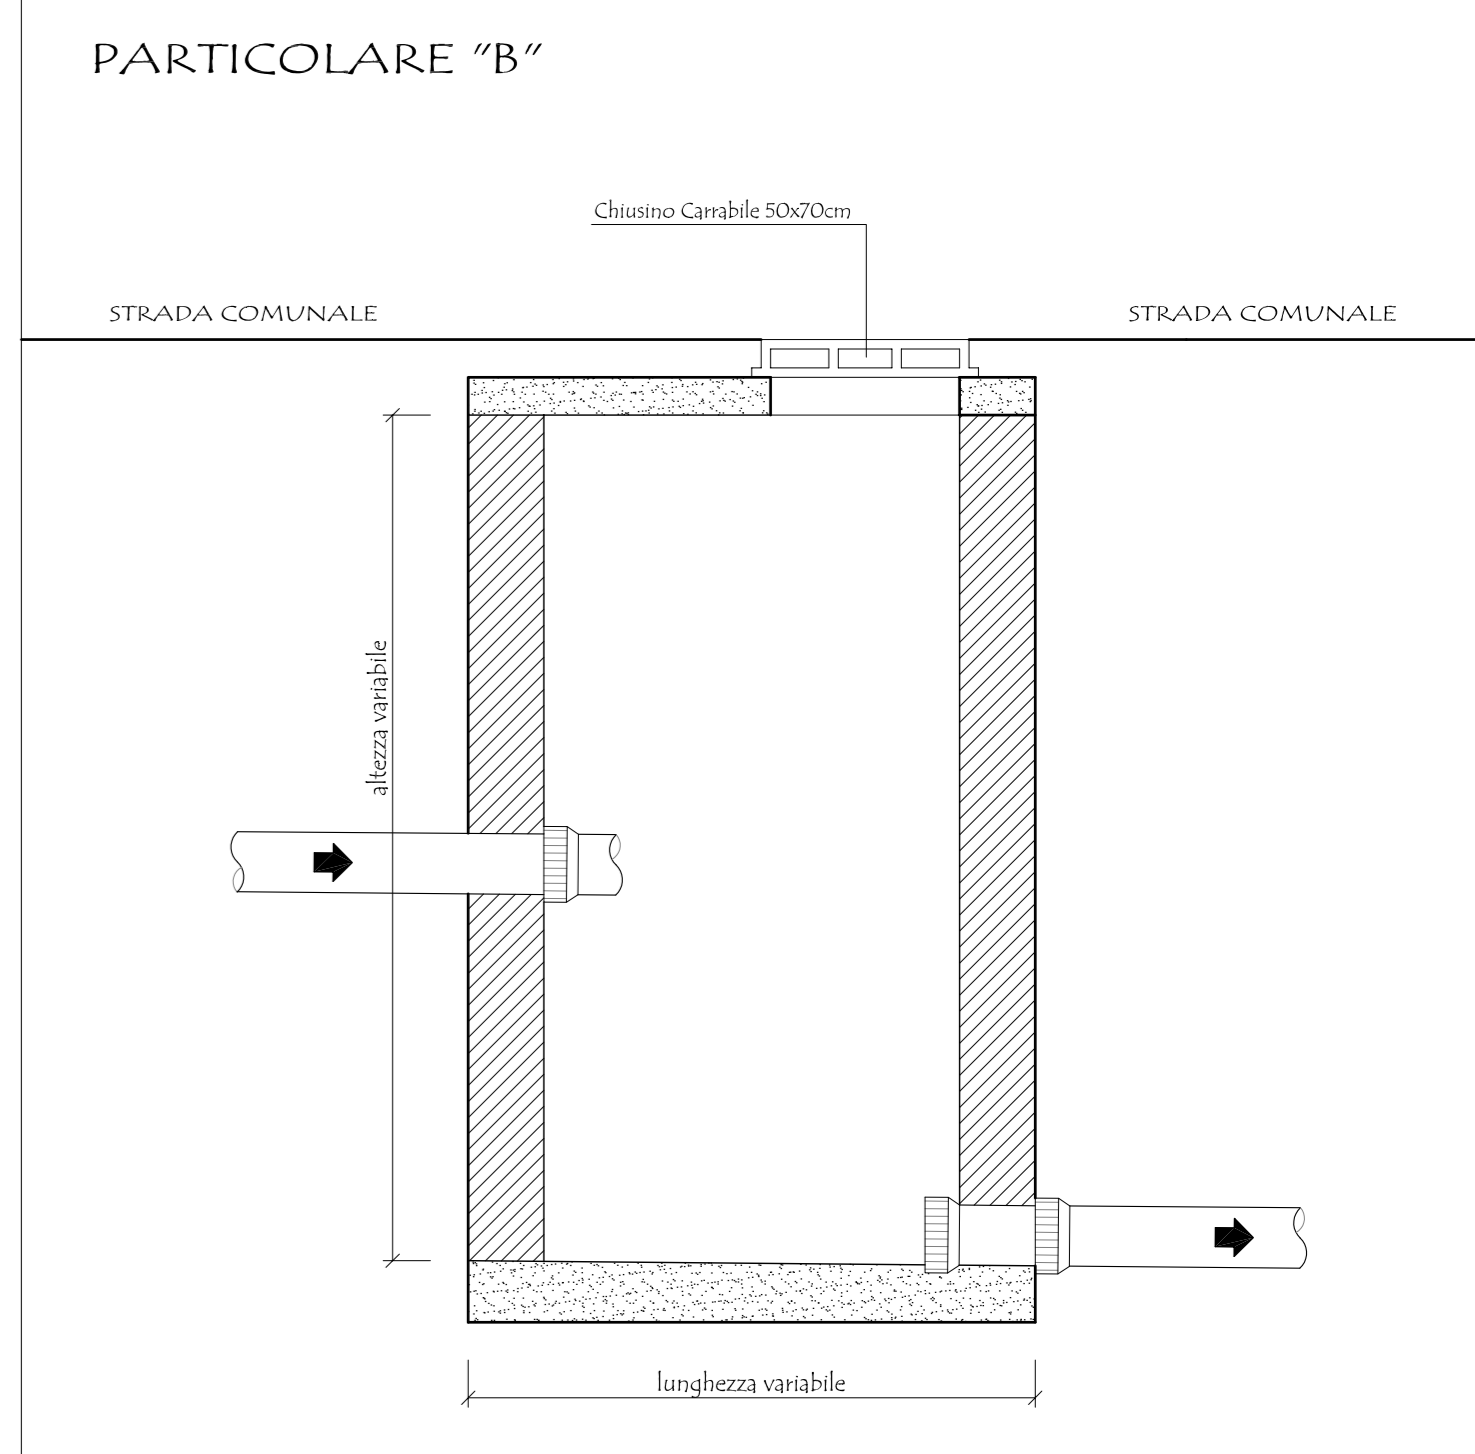 PARTICOLARE "B"
Chiusino Carrabile 50x70cm
STRADA COMUNALE
STRADA COMUNALE
altezza variabile
lunghezza variabile